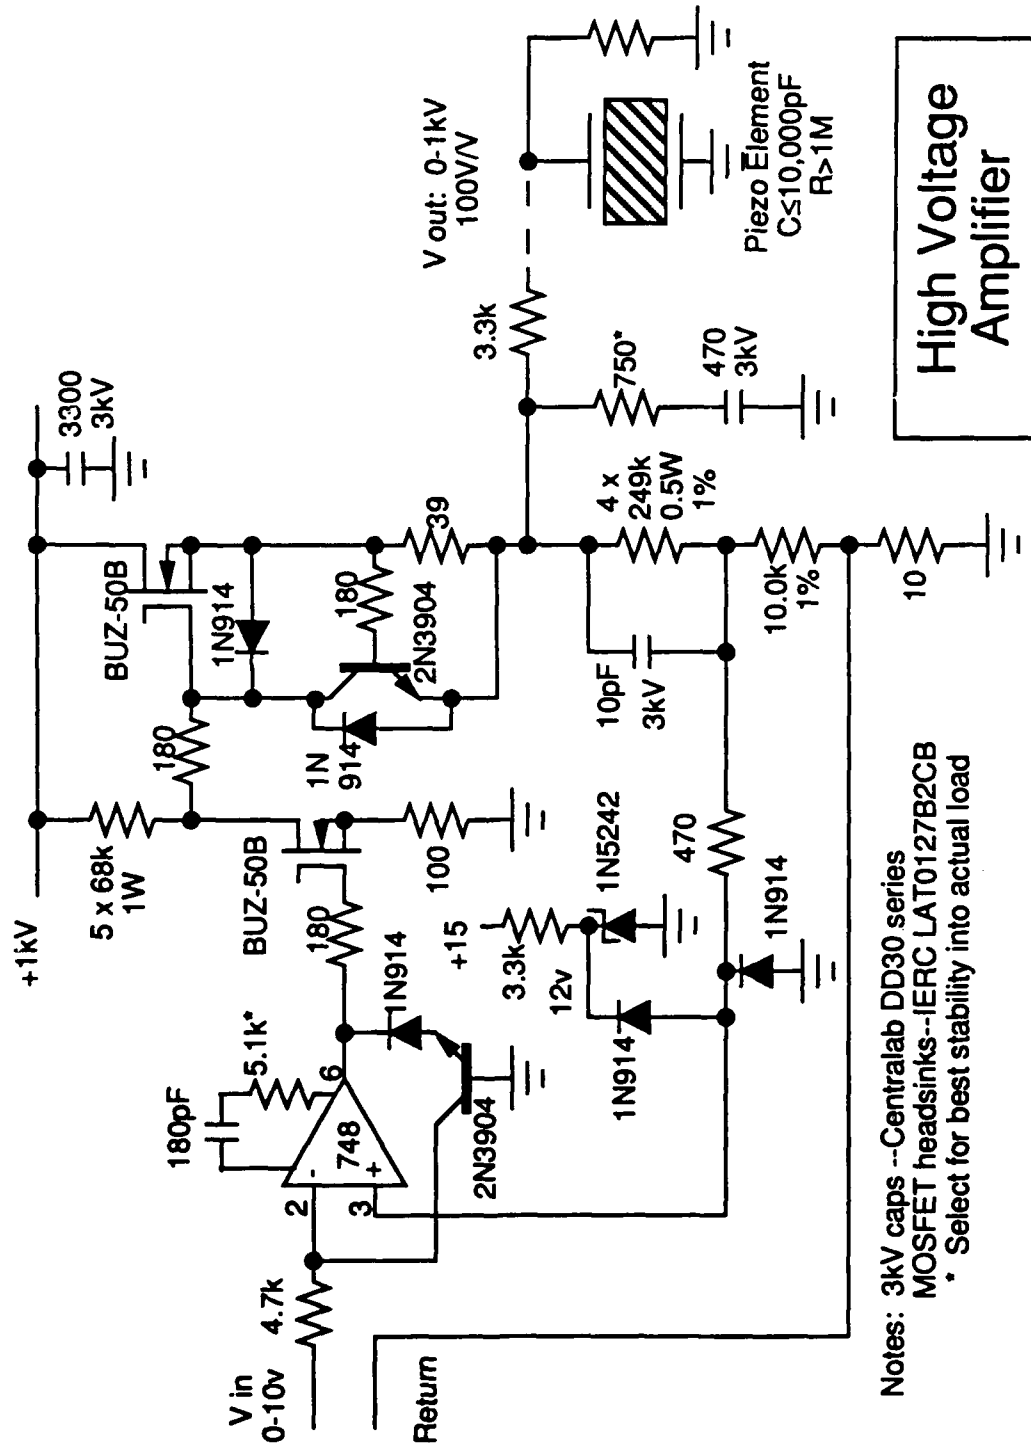 +1kV
3300
3kV
5 x 68k
1W
BUZ-50B
180
1N914
180
2N3904
39
1N
914
V out: 0-1kV
100V/V
3.3k
750*
470
3kV
Piezo Element
C≤10,000pF
R>1M
180pF
5.1k*
6
748
-
+
2
3
V in
0-10v
4.7k
Return
BUZ-50B
180
100
1N914
2N3904
+15
3.3k
12v
1N5242
1N914
470
1N914
10pF
3kV
4 x
249k
0.5W
1%
10.0k
1%
10
Notes: 3kV caps --Centralab DD30 series
MOSFET headsinks--IERC LAT0127B2CB
* Select for best stability into actual load
High Voltage
Amplifier